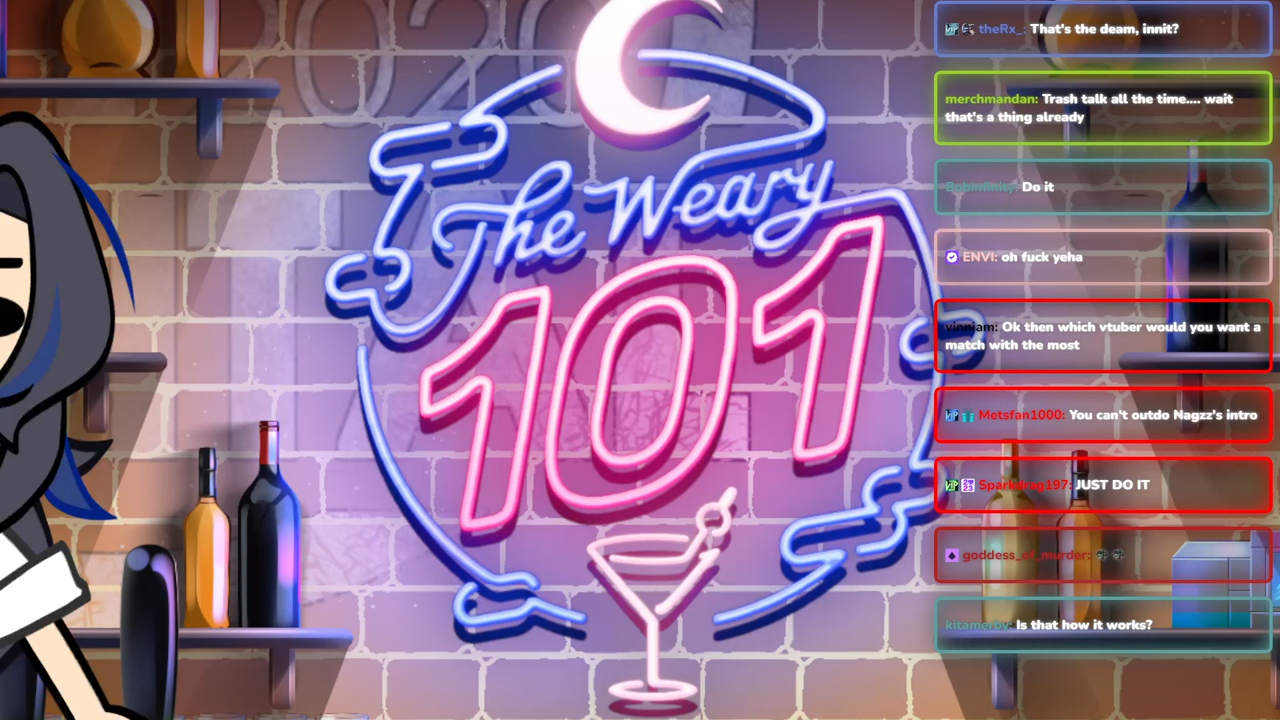 The Weary
101
theRx_: That's the deam, innit?
merchmandan: Trash talk all the time.... wait
that's a thing already
Do it
ENVI: oh fuck yeha
vinniam: Ok then which vtuber would you want a
match with the most
Metsfan1000: You can't outdo Nagzz's intro
JUST DO IT
goddess_of_murder:
Is that how it works?